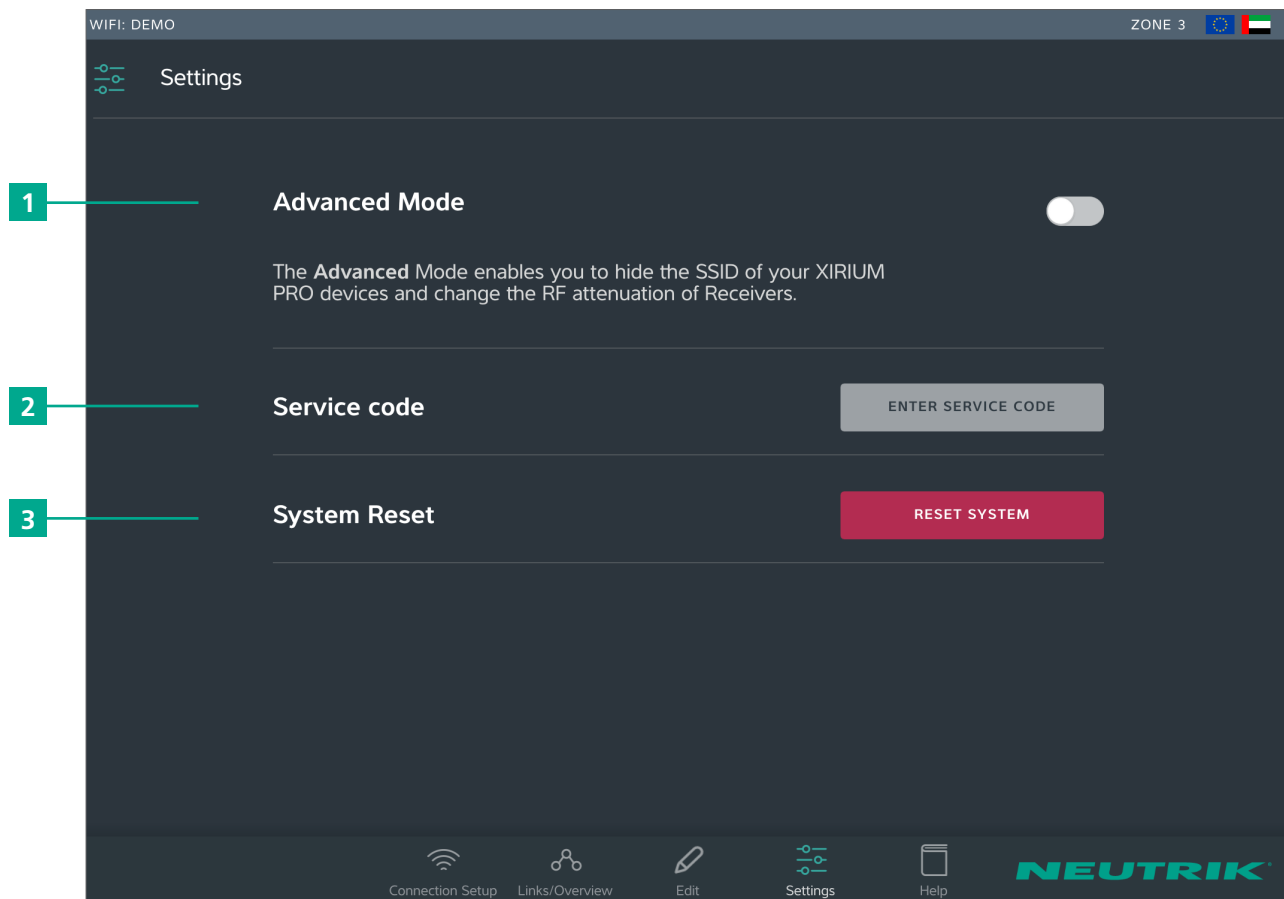 WIFI: DEMO
ZONE 3
Settings
1
Advanced Mode
The Advanced Mode enables you to hide the SSID of your XIRIUM
PRO devices and change the RF attenuation of Receivers.
2
Service code
ENTER SERVICE CODE
3
System Reset
RESET SYSTEM
Connection Setup
Links/Overview
Edit
Settings
Help
NEUTRIK